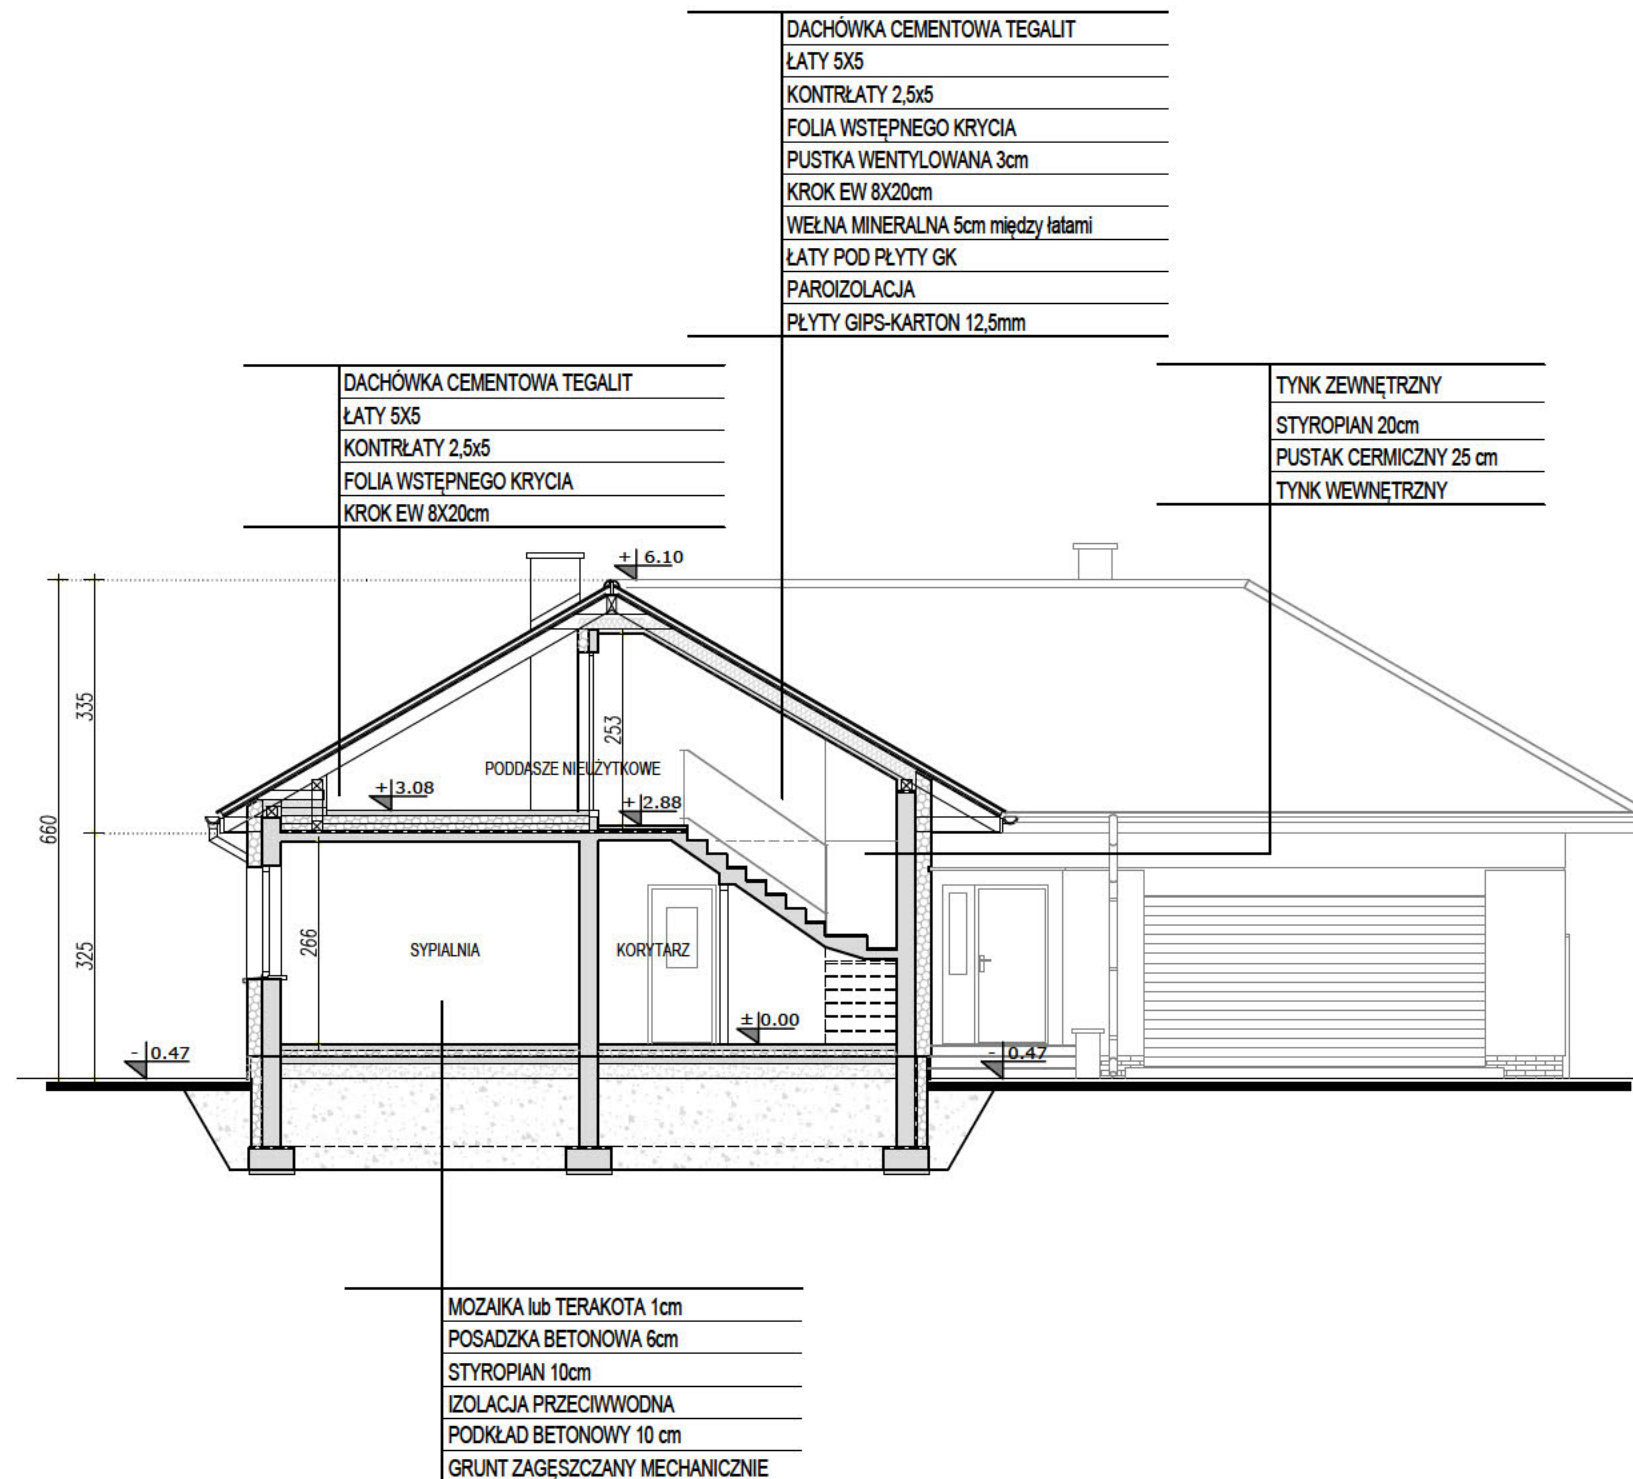 DACHÓWKA CEMENTOWA TEGALIT
ŁATY 5X5
KONTRŁATY 2,5x5
FOLIA WSTĘPNEGO KRYCIA
PUSTKA WENTYLOWANA 3cm
KROK EW 8X20cm
WEŁNA MINERALNA 5cm między łatami
ŁATY POD PŁYTY GK
PAROIZOLACJA
PŁYTY GIPS-KARTON 12,5mm
DACHÓWKA CEMENTOWA TEGALIT
ŁATY 5X5
KONTRŁATY 2,5x5
FOLIA WSTĘPNEGO KRYCIA
KROK EW 8X20cm
TYNK ZEWNĘTRZNY
STYROPIAN 20cm
PUSTAK CERMICZNY 25 cm
TYNK WEWNĘTRZNY
+ 6.10
335
253
PODDASZE NIEUŻYTKOWE
+ 3.08
+ 2.88
660
325
266
SYPIALNIA
KORYTARZ
± 0.00
- 0.47
- 0.47
MOZAIKA lub TERAKOTA 1cm
POSADZKA BETONOWA 6cm
STYROPIAN 10cm
IZOLACJA PRZECIWWODNA
PODKŁAD BETONOWY 10 cm
GRUNT ZAGĘSZCZANY MECHANICZNIE